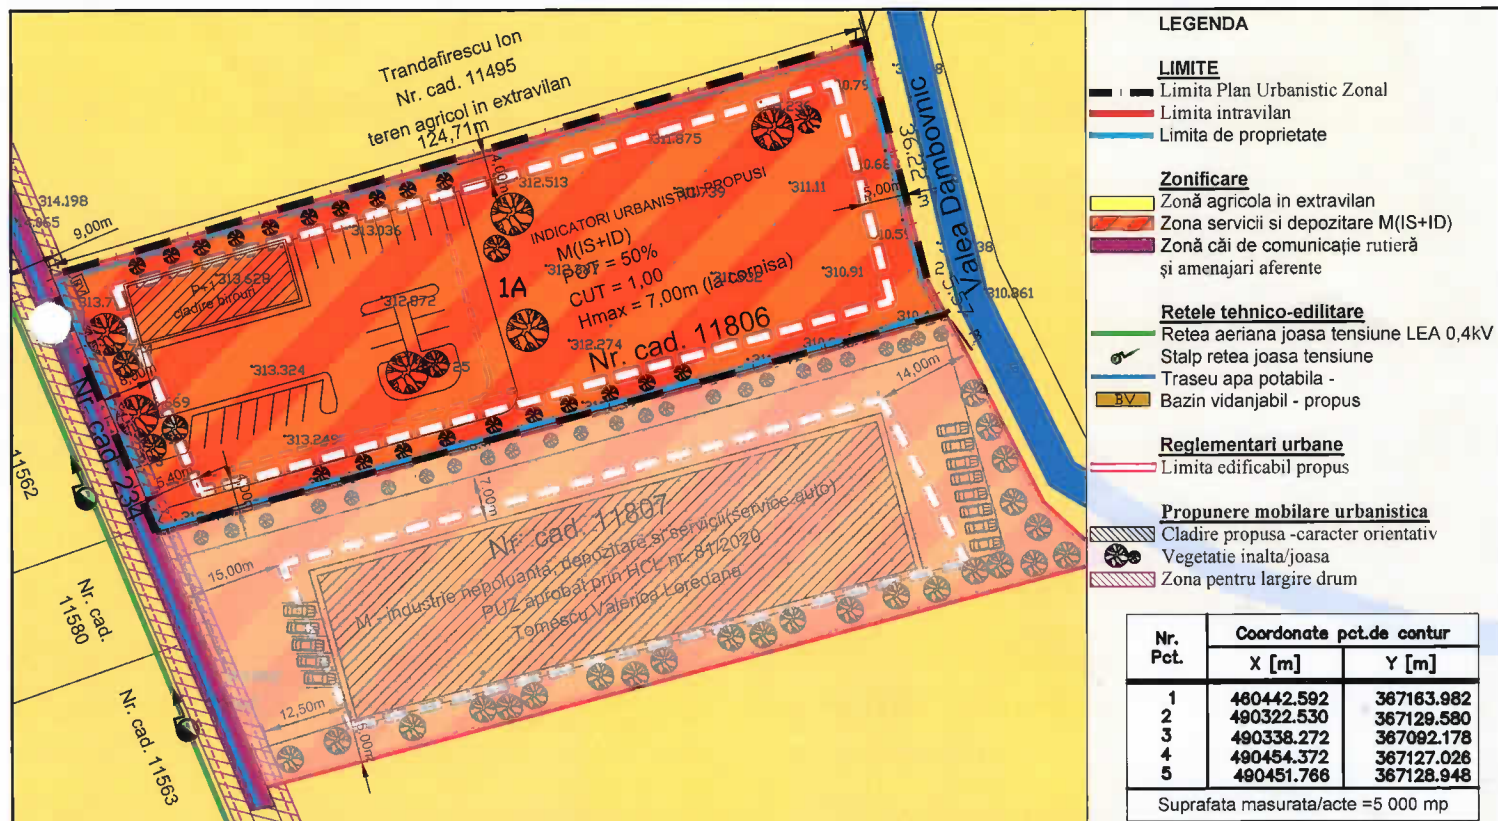 Trandafirescu Ion
Nr. cad. 11495
teren agricol in extravilan
124,71m
9,00m
314.198
4,00m
312.513
311.875
10.79
36.22
10.68
5,00m
311.11
Valea Dambovnic
313.036
313.628
P+1
cladire birouri
BV
INDICATORI URBANISTICI PROPUSI
M(IS+ID)
POT = 50%
CUT = 1,00
Hmax = 7,00m (la cornisa)
1A
312.872
310.91
10.59
310.861
312.274
Nr. cad. 11806
313.324
313.249
5,40m
14,00m
7,00m
Nr. cad. 234
11562
Nr. cad. 11807
M - industrie nepoluanta, depozitare si servicii(service auto)
PUZ aprobat prin HCL nr. 81/2020
Tomescu Valerica Loredana
15,00m
12,50m
5,00m
Nr. cad.
11580
Nr. cad. 11563
LEGENDA
LIMITE
Limita Plan Urbanistic Zonal
Limita intravilan
Limita de proprietate
Zonificare
Zonă agricola in extravilan
Zona servicii si depozitare M(IS+ID)
Zonă căi de comunicație rutieră
și amenajari aferente
Retele tehnico-edilitare
Retea aeriana joasa tensiune LEA 0,4kV
Stalp retea joasa tensiune
Traseu apa potabila -
BV Bazin vidanjabil - propus
Reglementari urbane
Limita edificabil propus
Propunere mobilare urbanistica
Cladire propusa -caracter orientativ
Vegetatie inalta/joasa
Zona pentru largire drum
Nr. Pct. Coordonate pct.de contur
X [m] Y [m]
1 460442.592 367163.982
2 490322.530 367129.580
3 490338.272 367092.178
4 490454.372 367127.026
5 490451.766 367128.948
Suprafata masurata/acte =5 000 mp